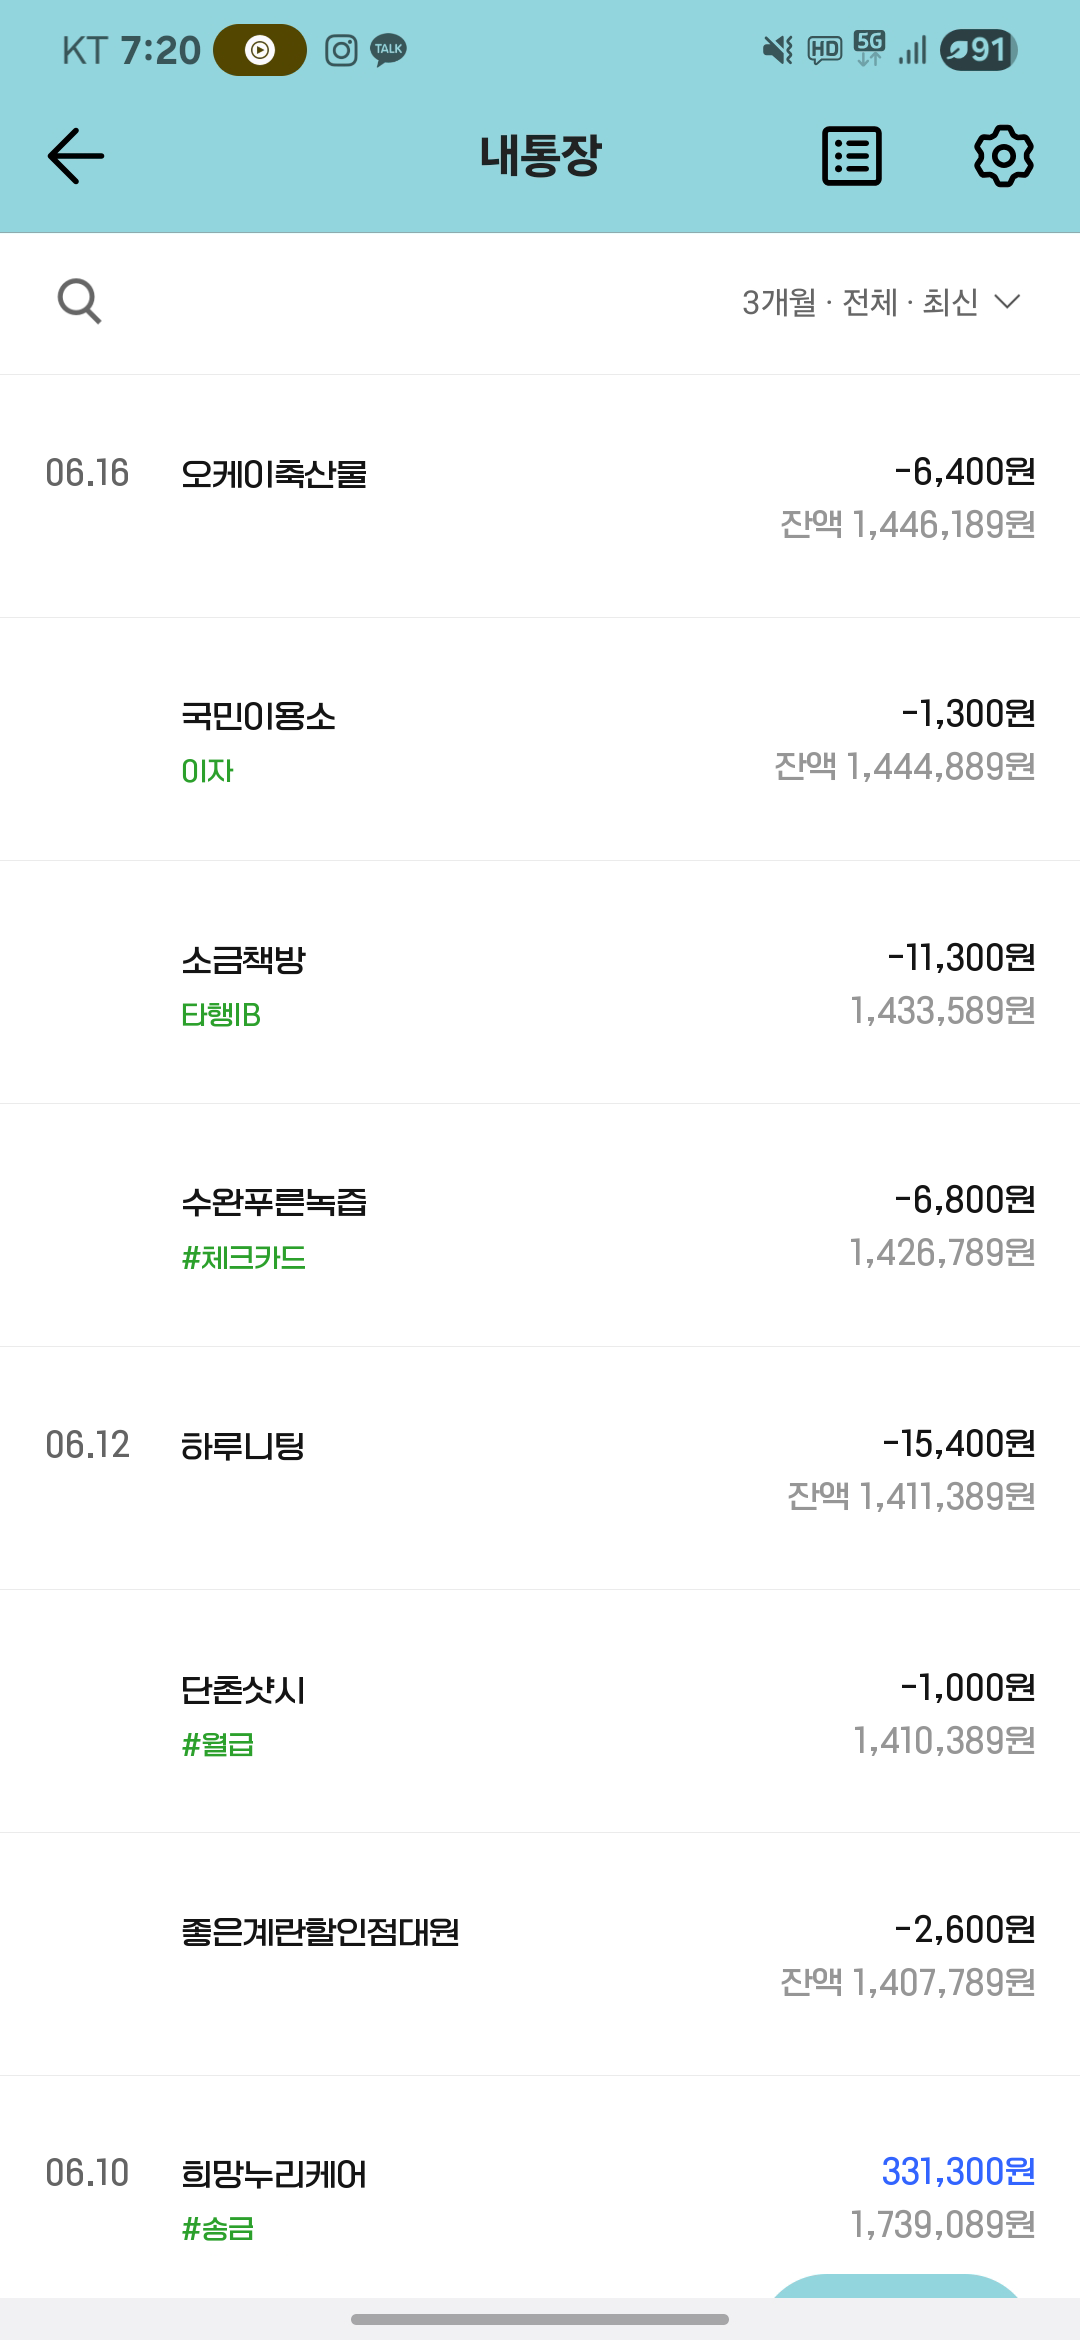 KT 7:20 TALK HD 5G 91
내통장
3개월 · 전체 · 최신
06.16 오케이축산물 -6,400원
잔액 1,446,189원
국민이용소 -1,300원
이자 잔액 1,444,889원
소금책방 -11,300원
타행IB 1,433,589원
수완푸른녹즙 -6,800원
#체크카드 1,426,789원
06.12 하루니팅 -15,400원
잔액 1,411,389원
단촌샷시 -1,000원
#월급 1,410,389원
좋은계란할인점대원 -2,600원
잔액 1,407,789원
06.10 희망누리케어 331,300원
#송금 1,739,089원